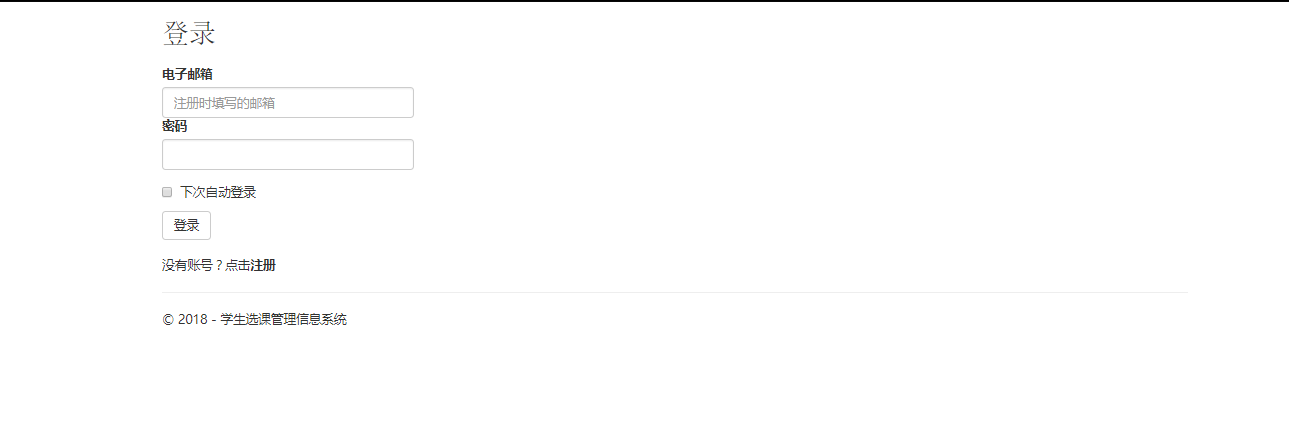 登录
电子邮箱
注册时填写的邮箱
密码
下次自动登录
登录
没有账号？点击注册
© 2018 - 学生选课管理信息系统